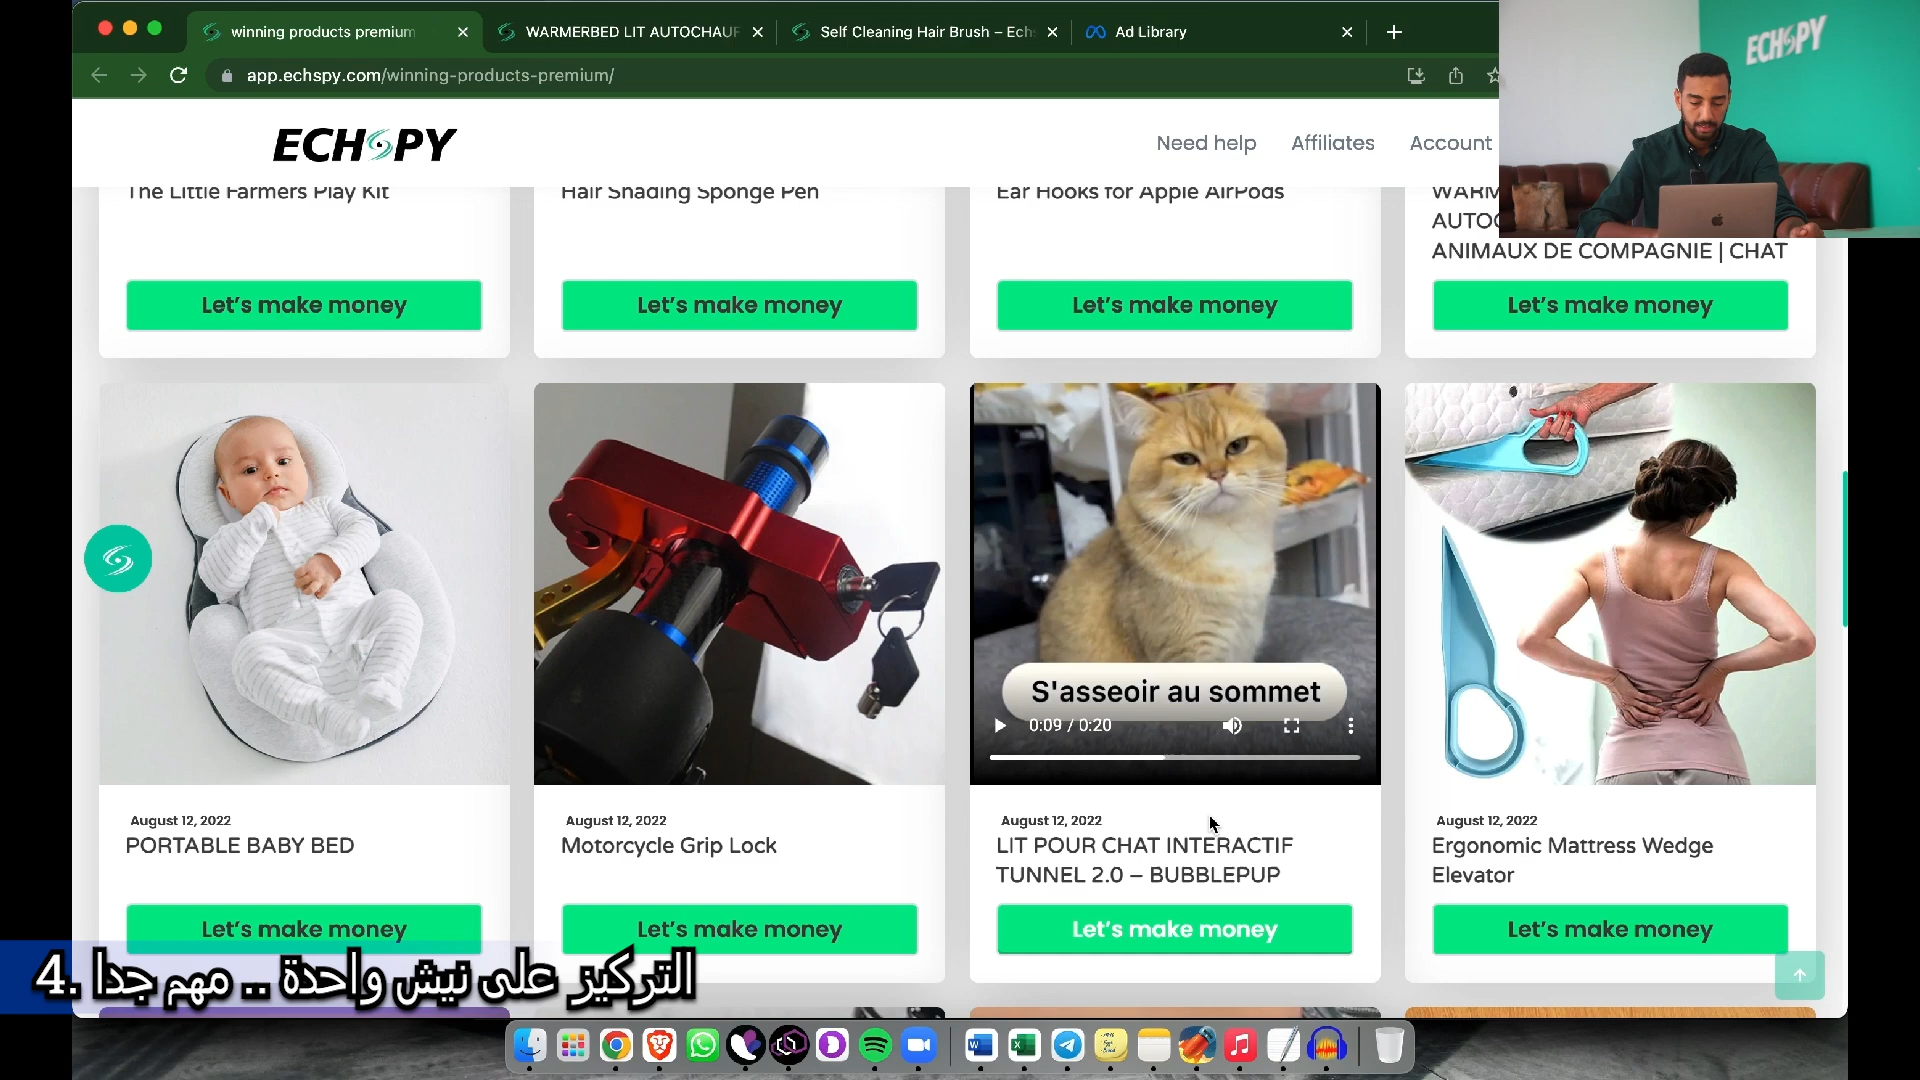 winning products premium
WARMERBED LIT AUTOCHAUF
Self Cleaning Hair Brush – Echs
Ad Library
app.echspy.com/winning-products-premium/
ECHSPY
ECHSPY
Need help
Affiliates
Account
The Little Farmers Play Kit
Hair Shading Sponge Pen
Ear Hooks for Apple AirPods
WARM
AUTOC
ANIMAUX DE COMPAGNIE | CHAT
Let's make money
Let's make money
Let's make money
Let's make money
S'asseoir au sommet
0:09 / 0:20
August 12, 2022
PORTABLE BABY BED
August 12, 2022
Motorcycle Grip Lock
August 12, 2022
LIT POUR CHAT INTERACTIF
TUNNEL 2.0 – BUBBLEPUP
August 12, 2022
Ergonomic Mattress Wedge
Elevator
Let's make money
Let's make money
Let's make money
Let's make money
4. التركيز على نيش واحدة .. مهم جدا